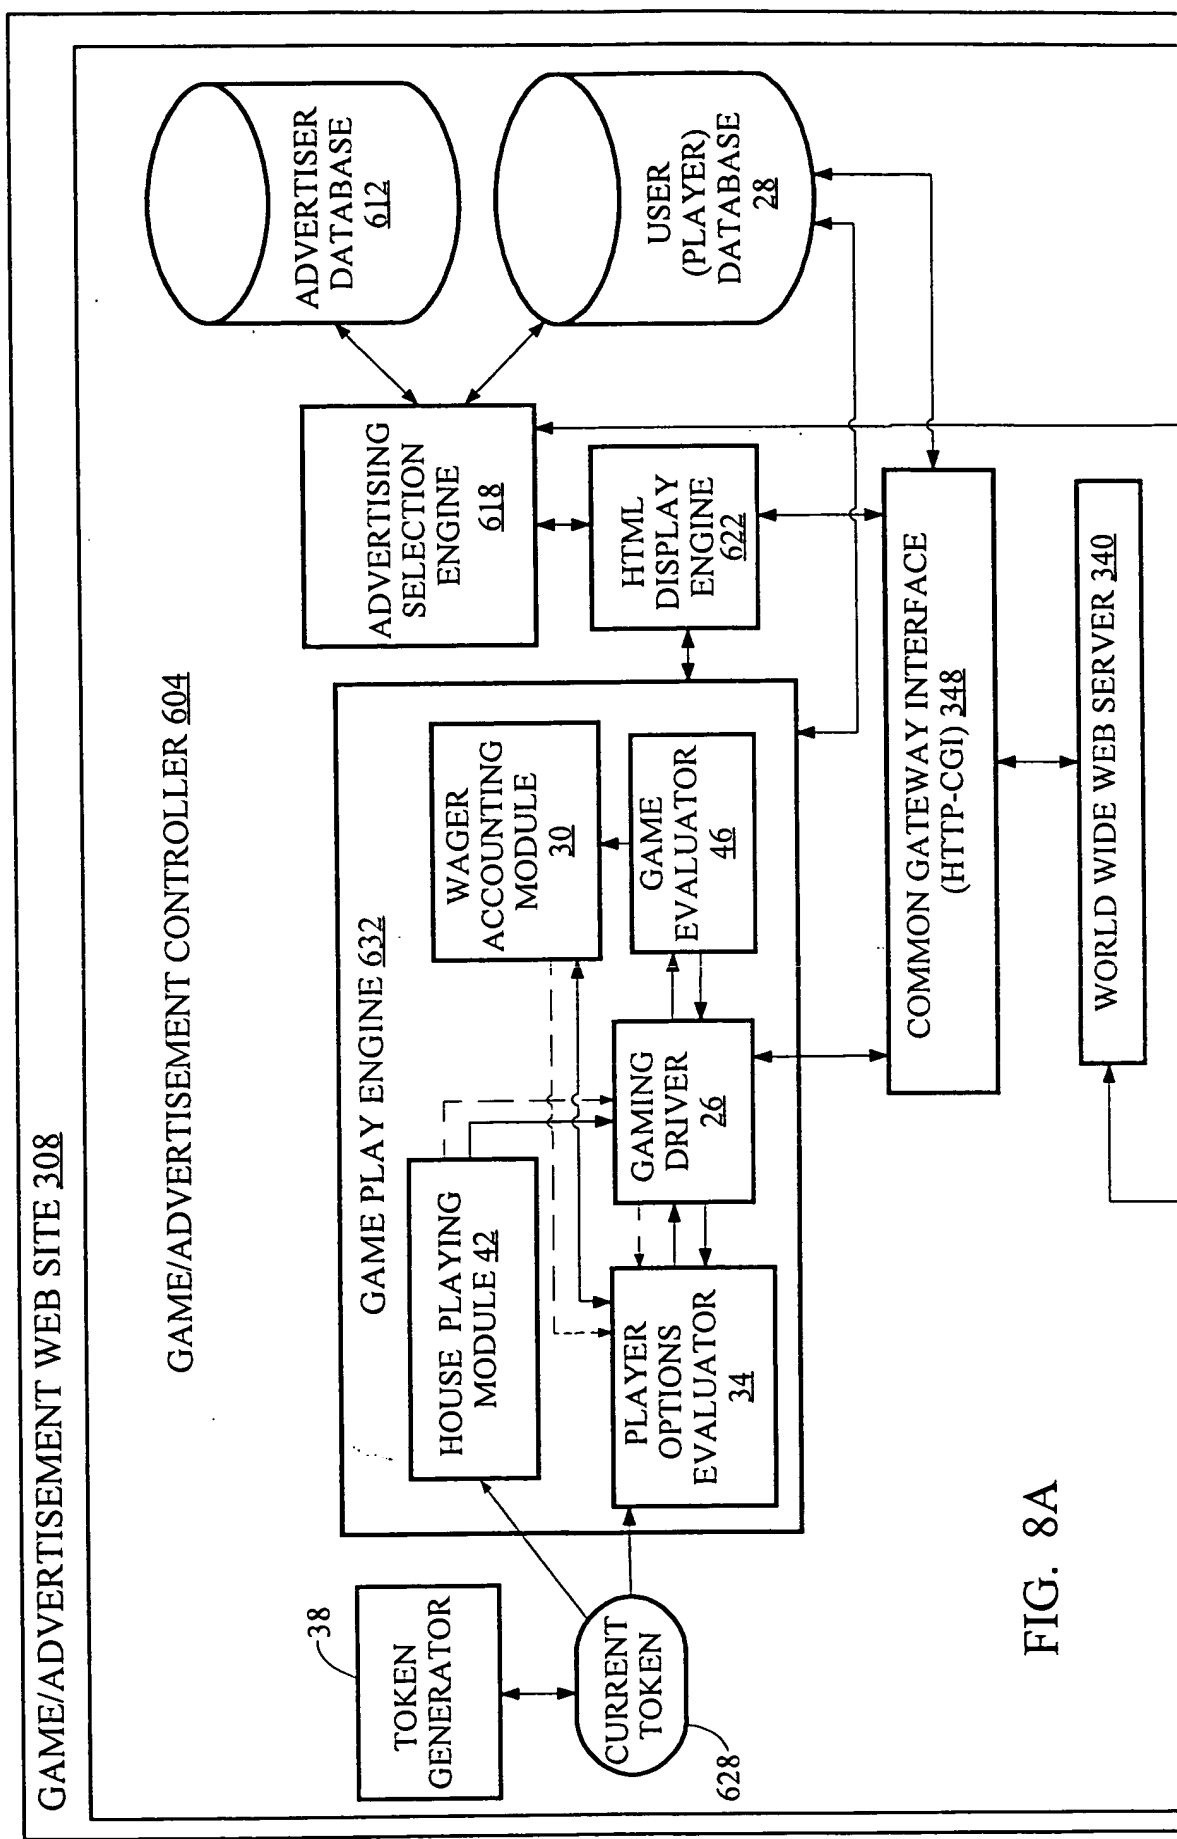 GAME/ADVERTISEMENT WEB SITE 308
GAME/ADVERTISEMENT CONTROLLER 604
TOKEN
GENERATOR
38
CURRENT
TOKEN
628
GAME PLAY ENGINE 632
HOUSE PLAYING
MODULE 42
WAGER
ACCOUNTING
MODULE
30
PLAYER
OPTIONS
EVALUATOR
34
GAMING
DRIVER
26
GAME
EVALUATOR
46
ADVERTISING
SELECTION
ENGINE
618
HTML
DISPLAY
ENGINE
622
ADVERTISER
DATABASE
612
USER
(PLAYER)
DATABASE
28
COMMON GATEWAY INTERFACE
(HTTP-CGI) 348
WORLD WIDE WEB SERVER 340
FIG. 8A